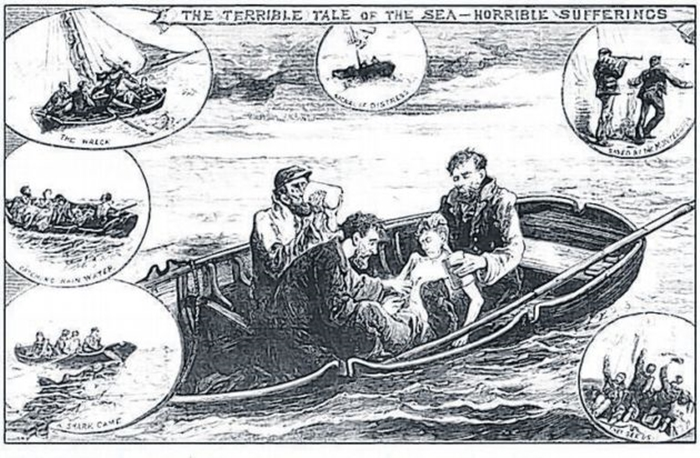 THE TERRIBLE TALE OF THE SEA—HORRIBLE SUFFERINGS
THE WRECK
SIGNAL OF DISTRESS
CATCHING RAIN WATER
A SHARK CAME